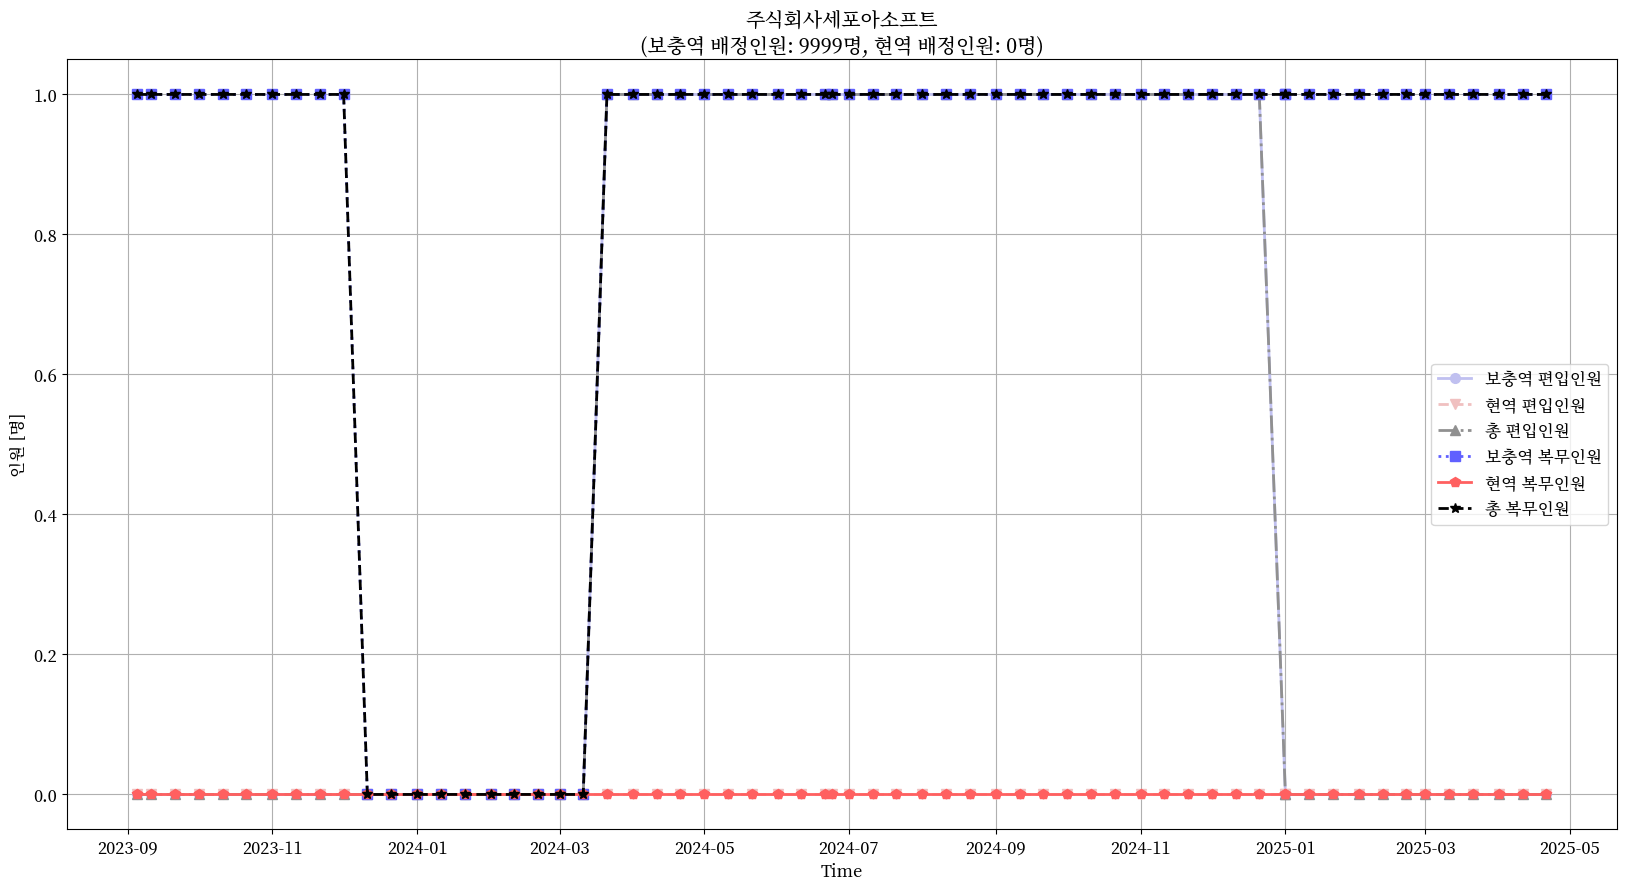 주식회사세포아소프트
(보충역 배정인원: 9999명, 현역 배정인원: 0명)
인원 [명]
1.0
0.8
0.6
0.4
0.2
0.0
보충역 편입인원
현역 편입인원
총 편입인원
보충역 복무인원
현역 복무인원
총 복무인원
2023-09
2023-11
2024-01
2024-03
2024-05
2024-07
2024-09
2024-11
2025-01
2025-03
2025-05
Time